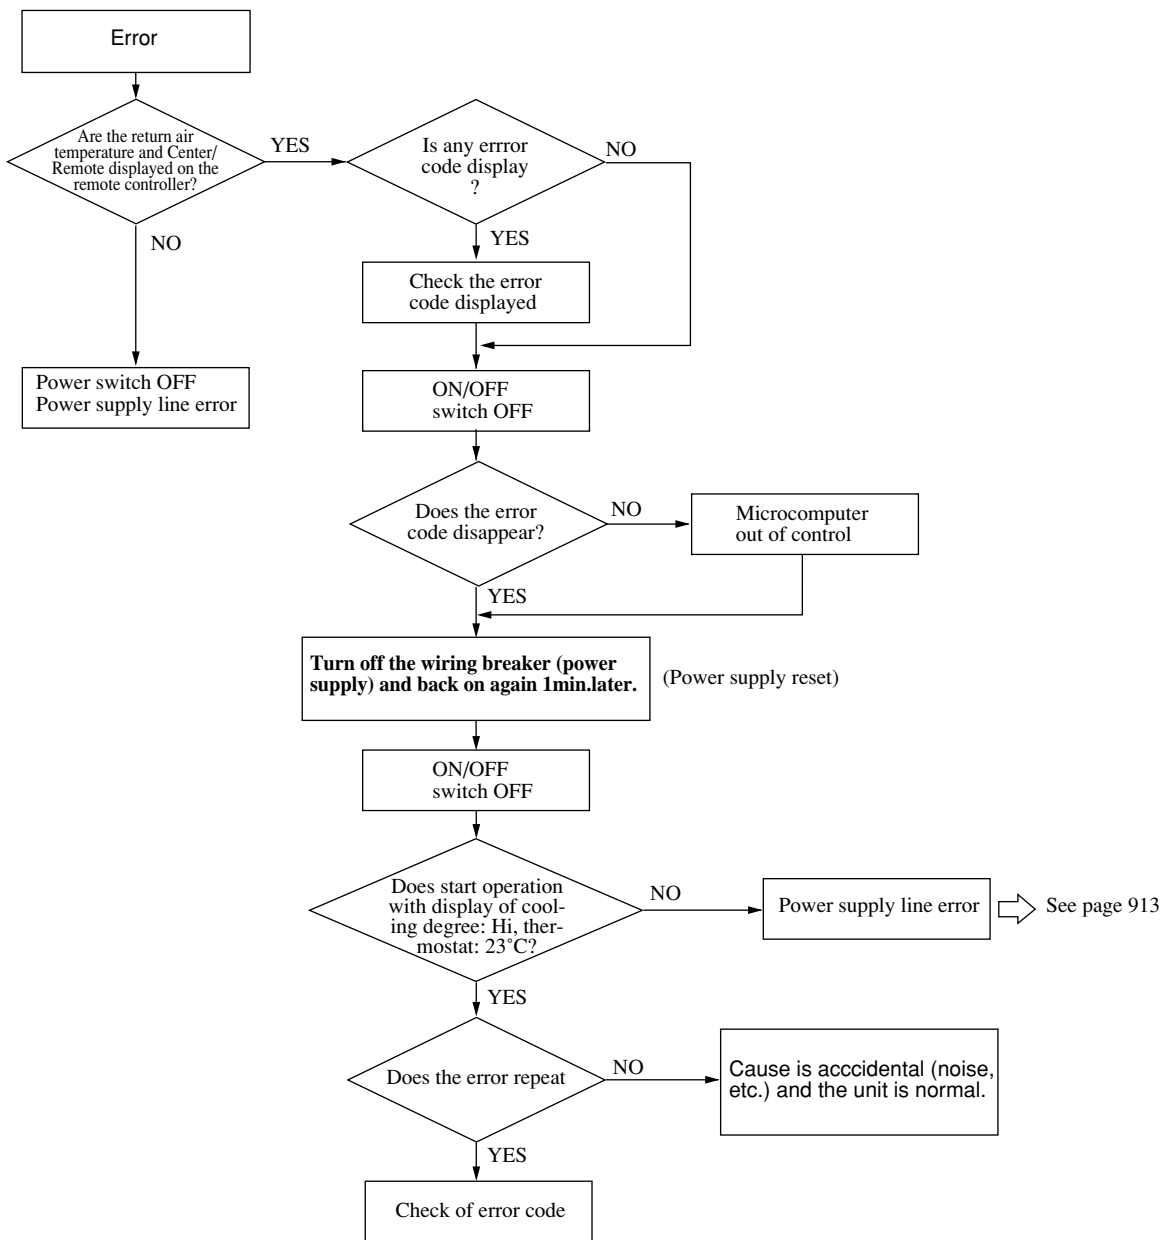 Error
Are the return air
temperature and Center/
Remote displayed on the
remote controller?
YES
NO
Is any errror
code display
?
NO
YES
Check the error
code displayed
Power switch OFF
Power supply line error
ON/OFF
switch OFF
Does the error
code disappear?
NO
Microcomputer
out of control
YES
Turn off the wiring breaker (power
supply) and back on again 1min.later.
(Power supply reset)
ON/OFF
switch OFF
Does start operation
with display of cool-
ing degree: Hi, ther-
mostat: 23˚C?
NO
Power supply line error
See page 913
YES
Does the error repeat
NO
Cause is acccidental (noise,
etc.) and the unit is normal.
YES
Check of error code